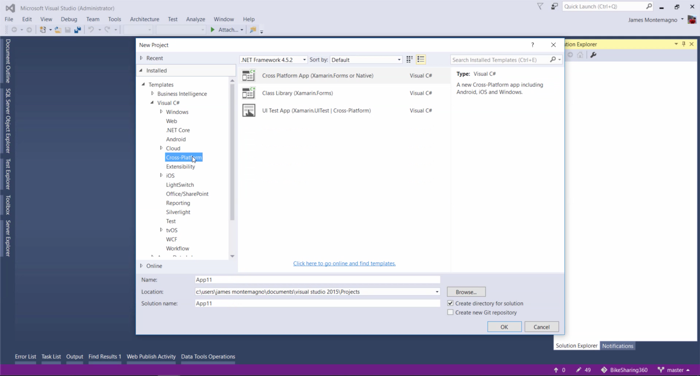 Microsoft Visual Studio (Administrator)
Quick Launch (Ctrl+Q)
File Edit View Debug Team Tools Architecture Test Analyze Window Help
James Montemagno
Attach...
Document Outline
SQL Server Object Explorer
Test Explorer
Toolbox
Server Explorer
New Project
?
Recent
Installed
Templates
Business Intelligence
Visual C#
Windows
Web
.NET Core
Android
Cloud
Cross-Platform
Extensibility
iOS
LightSwitch
Office/SharePoint
Reporting
Silverlight
Test
tvOS
WCF
Workflow
Online
.NET Framework 4.5.2 Sort by: Default
Cross Platform App (Xamarin.Forms or Native) Visual C#
Class Library (Xamarin.Forms) Visual C#
UI Test App (Xamarin.UITest | Cross-Platform) Visual C#
Click here to go online and find templates.
Search Installed Templates (Ctrl+E)
Type: Visual C#
A new Cross-Platform app including
Android, iOS and Windows.
Name: App11
Location: c:\users\james montemagno\documents\visual studio 2015\Projects
Browse...
Solution name: App11
Create directory for solution
Create new Git repository
OK Cancel
tion Explorer
Solution Explorer Notifications
Error List Task List Output Find Results 1 Web Publish Activity Data Tools Operations
0 49 BikeSharing360 master